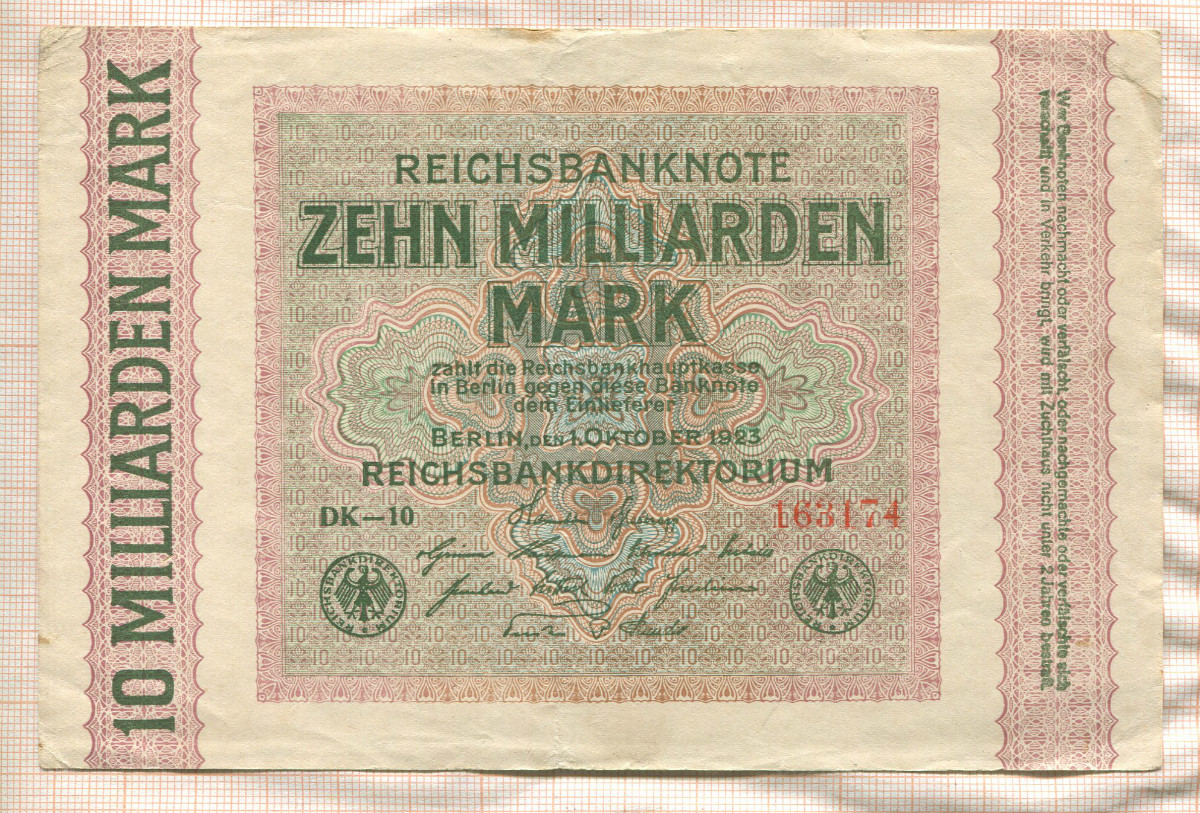 10 MILLIARDEN MARK
REICHSBANKNOTE
ZEHN MILLIARDEN
MARK
zahlt die Reichsbankhauptkasse
in Berlin gegen diese Banknote
dem Einlieferer
BERLIN, DEN 1. OKTOBER 1923
REICHSBANKDIREKTORIUM
DK—10
163174
REICHSBANKDIREKTORIUM
REICHSBANKDIREKTORIUM
Wer Banknoten nachmacht oder verfälscht oder nachgemachte oder verfälschte sich
verschafft und in Verkehr bringt, wird mit Zuchthaus nicht unter 2 Jahren bestraft.